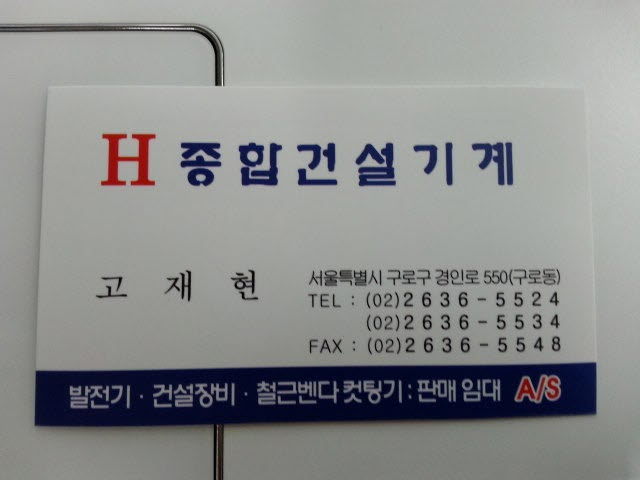 H 종합건설기계
고 재 현
서울특별시 구로구 경인로 550(구로동)
TEL : (02)2636-5524
(02)2636-5534
FAX : (02)2636-5548
발전기 · 건설장비 · 철근벤다 컷팅기 : 판매 임대 A/S